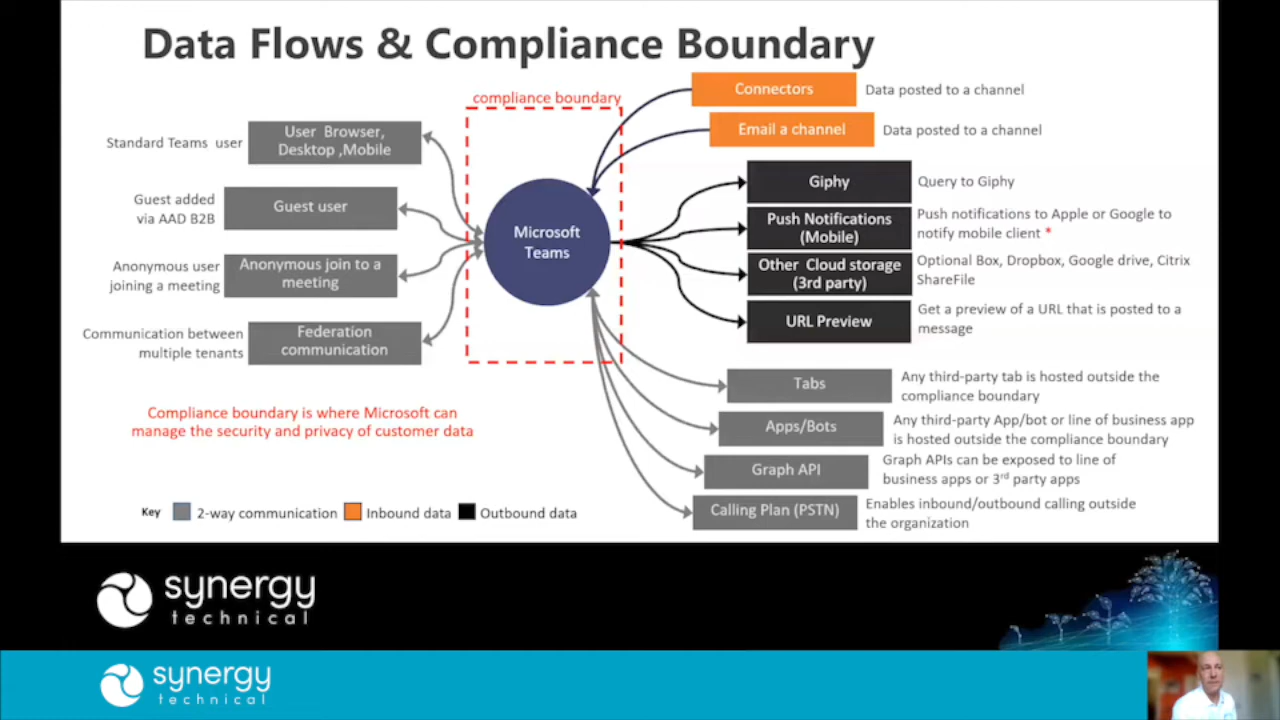 Data Flows & Compliance Boundary
compliance boundary
Standard Teams user
User Browser,
Desktop ,Mobile
Guest added
via AAD B2B
Guest user
Anonymous user
joining a meeting
Anonymous join to a
meeting
Communication between
multiple tenants
Federation
communication
Microsoft
Teams
Connectors
Data posted to a channel
Email a channel
Data posted to a channel
Giphy
Query to Giphy
Push Notifications
(Mobile)
Push notifications to Apple or Google to
notify mobile client *
Other Cloud storage
(3rd party)
Optional Box, Dropbox, Google drive, Citrix
ShareFile
URL Preview
Get a preview of a URL that is posted to a
message
Tabs
Any third-party tab is hosted outside the
compliance boundary
Apps/Bots
Any third-party App/bot or line of business app
is hosted outside the compliance boundary
Graph API
Graph APIs can be exposed to line of
business apps or 3rd party apps
Calling Plan (PSTN)
Enables inbound/outbound calling outside
the organization
Compliance boundary is where Microsoft can
manage the security and privacy of customer data
Key 2-way communication Inbound data Outbound data
synergy
technical
synergy
technical